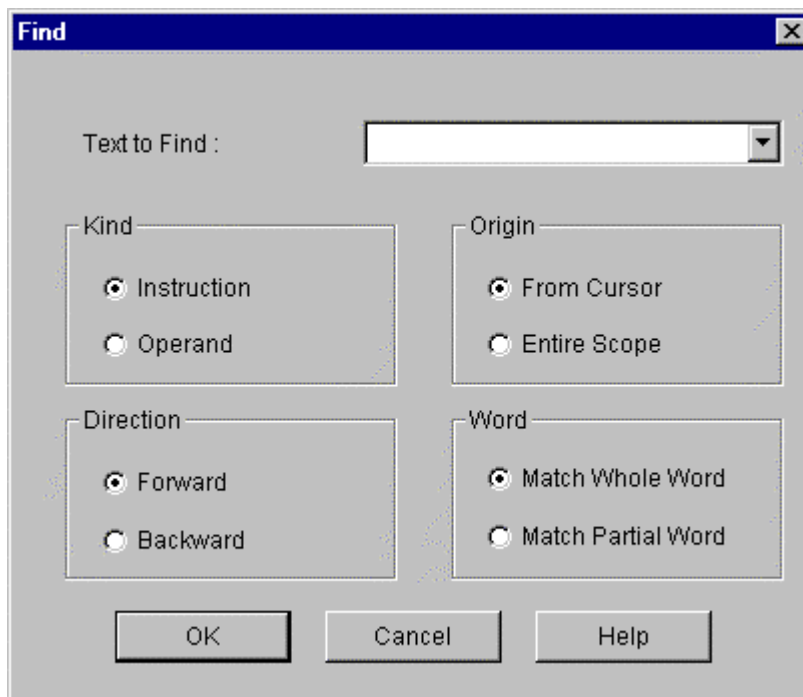 Find
Text to Find :
Kind
Instruction
Operand
Origin
From Cursor
Entire Scope
Direction
Forward
Backward
Word
Match Whole Word
Match Partial Word
OK
Cancel
Help